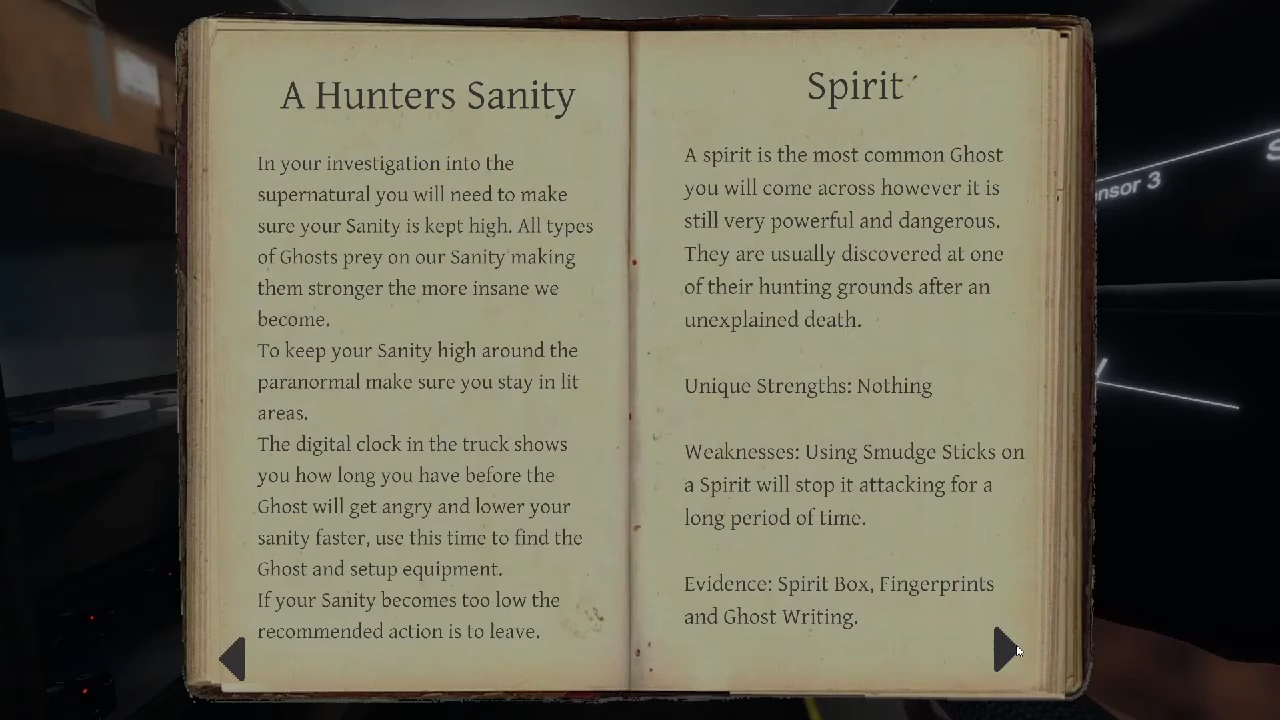 A Hunters Sanity
In your investigation into the
supernatural you will need to make
sure your Sanity is kept high. All types
of Ghosts prey on our Sanity making
them stronger the more insane we
become.
To keep your Sanity high around the
paranormal make sure you stay in lit
areas.
The digital clock in the truck shows
you how long you have before the
Ghost will get angry and lower your
sanity faster, use this time to find the
Ghost and setup equipment.
If your Sanity becomes too low the
recommended action is to leave.
Spirit
A spirit is the most common Ghost
you will come across however it is
still very powerful and dangerous.
They are usually discovered at one
of their hunting grounds after an
unexplained death.
Unique Strengths: Nothing
Weaknesses: Using Smudge Sticks on
a Spirit will stop it attacking for a
long period of time.
Evidence: Spirit Box, Fingerprints
and Ghost Writing.
nsor 3